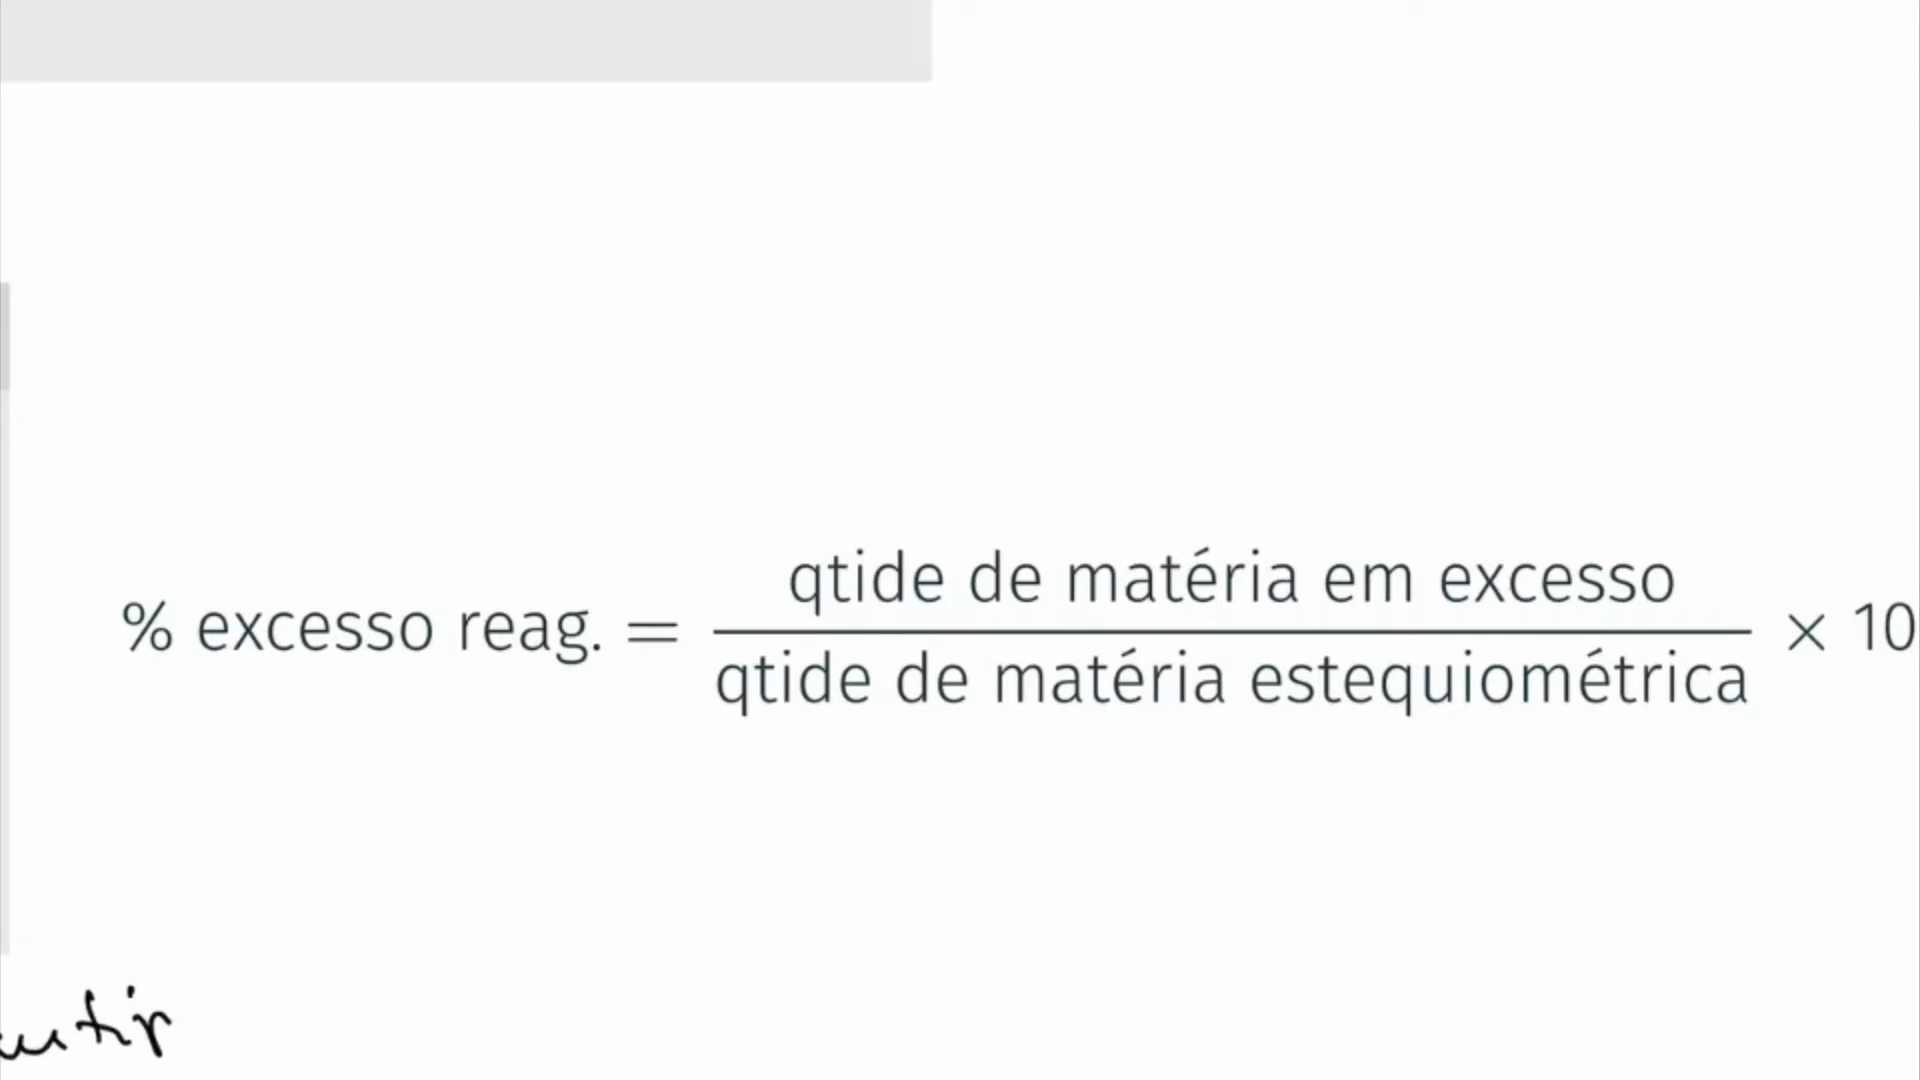 % excesso reag. = qtide de matéria em excesso / qtide de matéria estequiométrica × 10